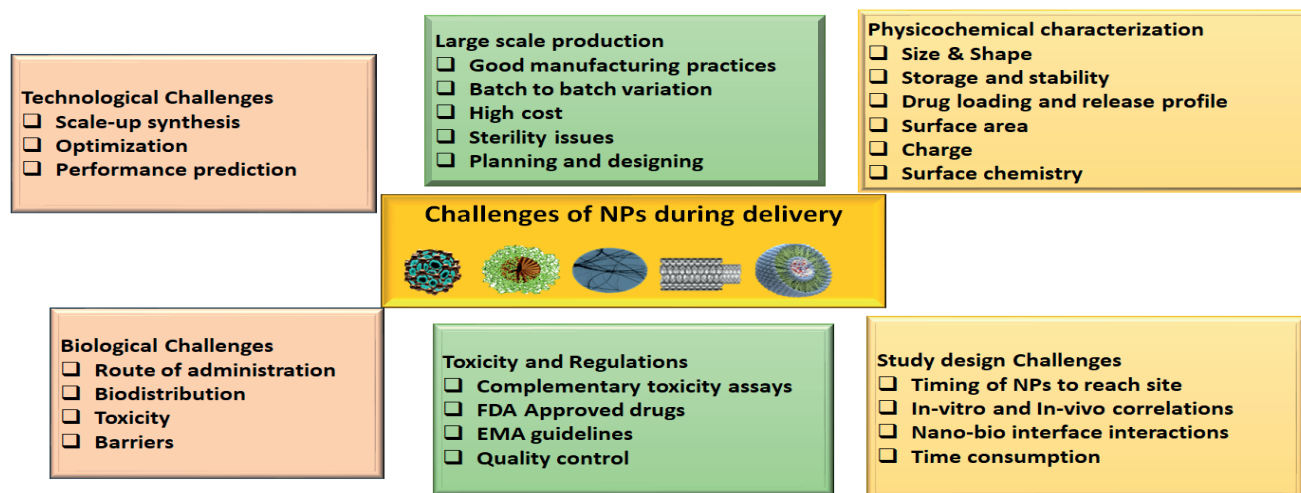 Technological Challenges
❑ Scale-up synthesis
❑ Optimization
❑ Performance prediction
Large scale production
❑ Good manufacturing practices
❑ Batch to batch variation
❑ High cost
❑ Sterility issues
❑ Planning and designing
Physicochemical characterization
❑ Size & Shape
❑ Storage and stability
❑ Drug loading and release profile
❑ Surface area
❑ Charge
❑ Surface chemistry
Challenges of NPs during delivery
Biological Challenges
❑ Route of administration
❑ Biodistribution
❑ Toxicity
❑ Barriers
Toxicity and Regulations
❑ Complementary toxicity assays
❑ FDA Approved drugs
❑ EMA guidelines
❑ Quality control
Study design Challenges
❑ Timing of NPs to reach site
❑ In-vitro and In-vivo correlations
❑ Nano-bio interface interactions
❑ Time consumption